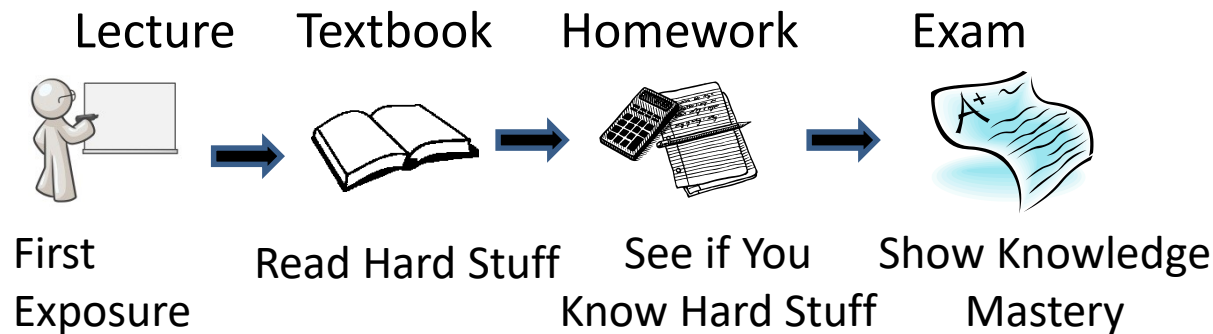 Lecture Textbook Homework Exam
A+
First
Exposure
Read Hard Stuff
See if You
Know Hard Stuff
Show Knowledge
Mastery